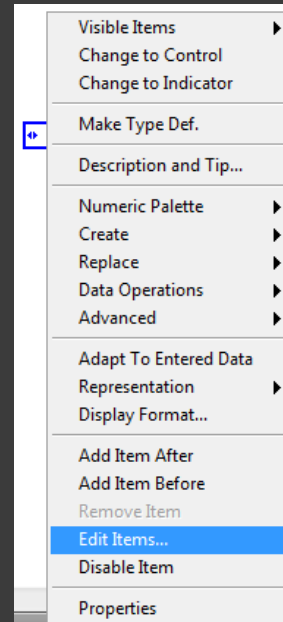 Visible Items
Change to Control
Change to Indicator
Make Type Def.
Description and Tip...
Numeric Palette
Create
Replace
Data Operations
Advanced
Adapt To Entered Data
Representation
Display Format...
Add Item After
Add Item Before
Remove Item
Edit Items...
Disable Item
Properties